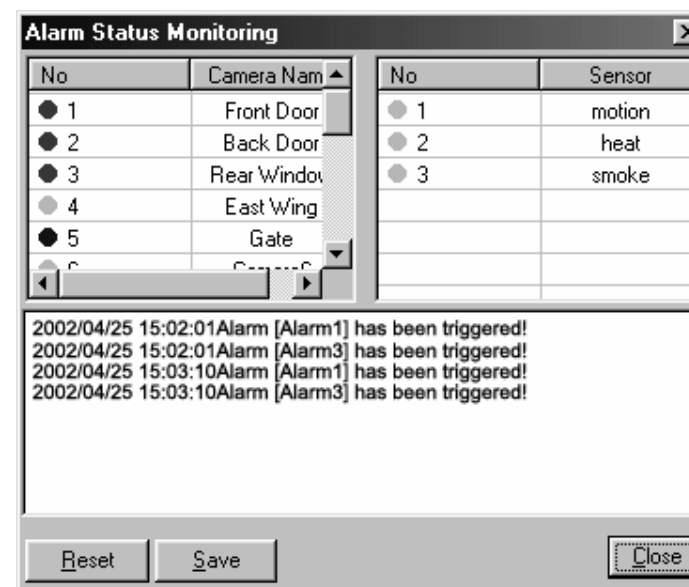 Alarm Status Monitoring
No Camera Nam
1 Front Door
2 Back Door
3 Rear Window
4 East Wing
5 Gate
No Sensor
1 motion
2 heat
3 smoke
2002/04/25 15:02:01Alarm [Alarm1] has been triggered!
2002/04/25 15:02:01Alarm [Alarm3] has been triggered!
2002/04/25 15:03:10Alarm [Alarm1] has been triggered!
2002/04/25 15:03:10Alarm [Alarm3] has been triggered!
Reset Save Close